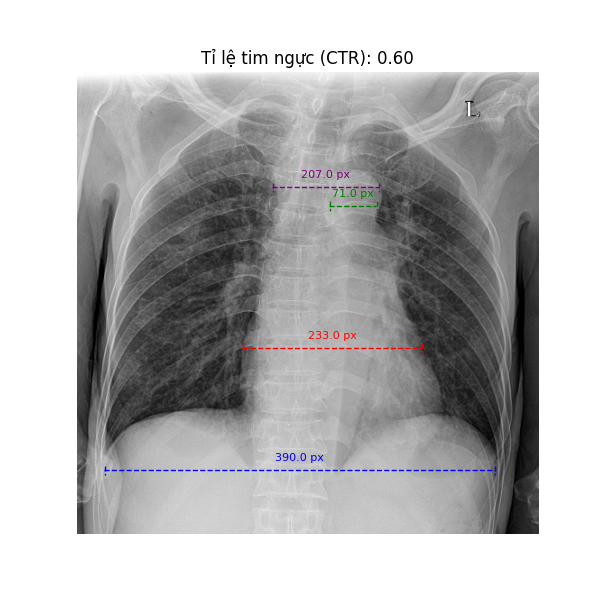 Tỉ lệ tim ngực (CTR): 0.60
L
207.0 px
71.0 px
233.0 px
390.0 px